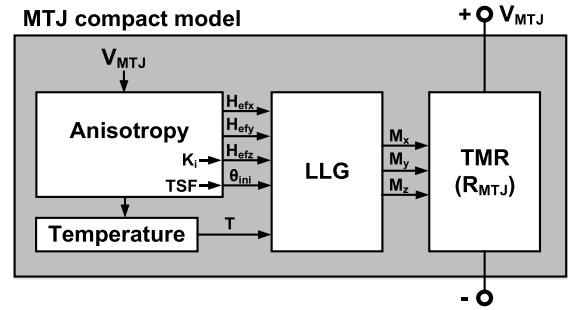 MTJ compact model
+ V_MTJ
V_MTJ
Anisotropy
K_i
TSF
H_efx
H_efy
H_efz
θ_ini
Temperature
T
LLG
M_x
M_y
M_z
TMR
(R_MTJ)
-